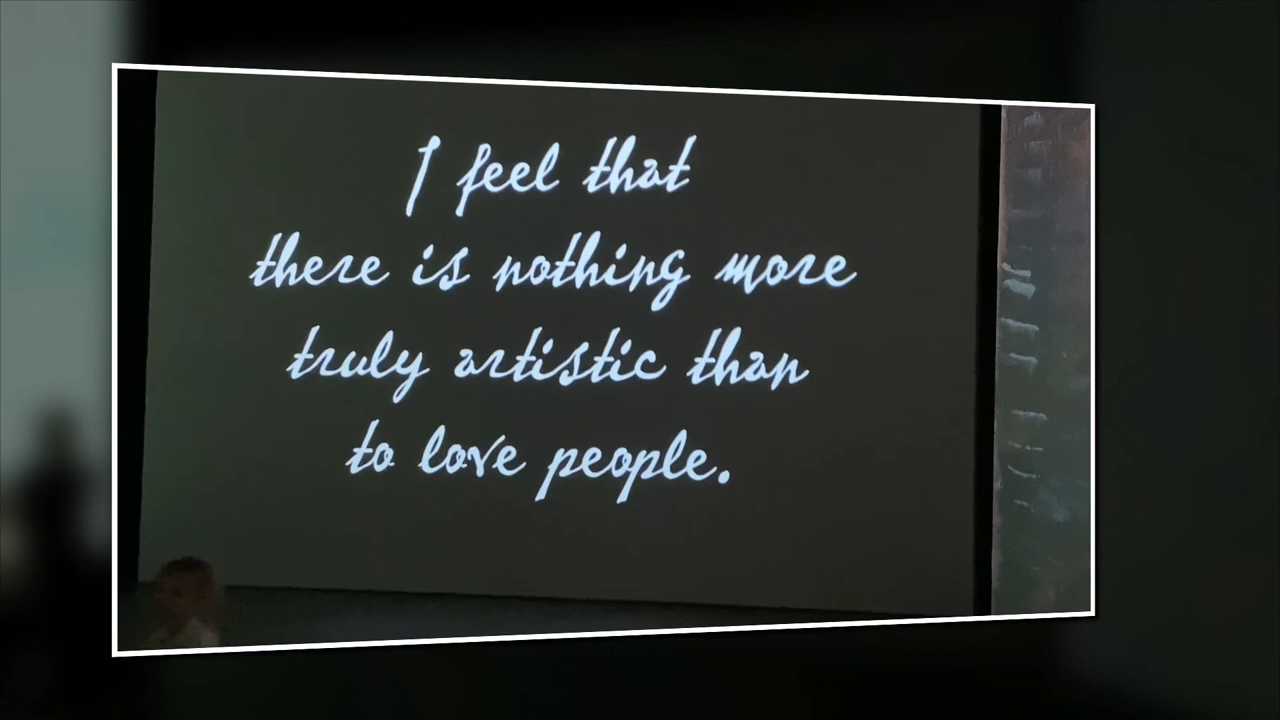 I feel that
there is nothing more
truly artistic than
to love people.